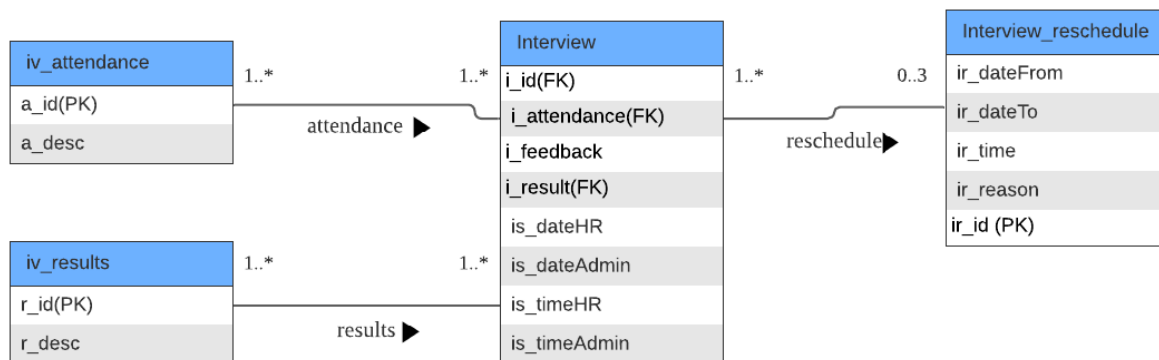 iv_attendance
a_id(PK)
a_desc
1..*
1..*
attendance
iv_results
r_id(PK)
r_desc
1..*
1..*
results
Interview
i_id(FK)
i_attendance(FK)
i_feedback
i_result(FK)
is_dateHR
is_dateAdmin
is_timeHR
is_timeAdmin
1..*
0..3
reschedule
Interview_reschedule
ir_dateFrom
ir_dateTo
ir_time
ir_reason
ir_id (PK)